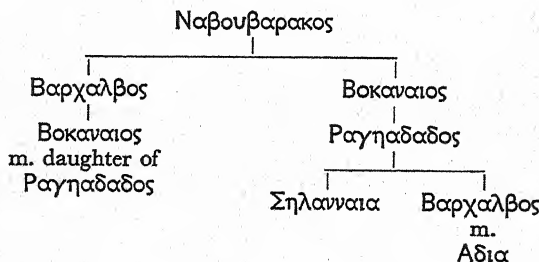 Ναβουβαρακος
Βαρχαλβος Βοκαναιος
Βοκαναιος Ραγηαδαδος
m. daughter of
Ραγηαδαδος
Σηλανναια Βαρχαλβος
m.
Αδια